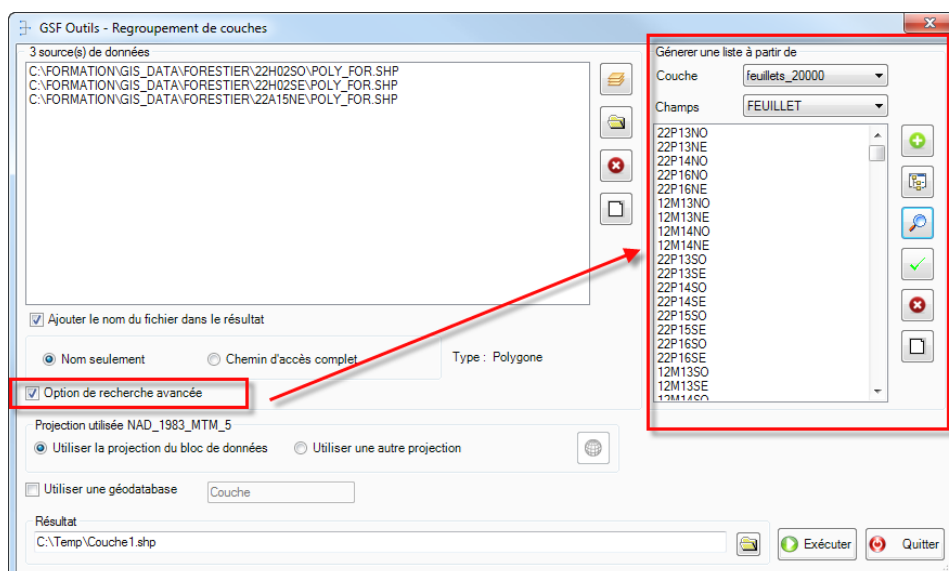 GSF Outils - Regroupement de couches
3 source(s) de données
C:\FORMATION\GIS_DATA\FORESTIER\22H02SO\POLY_FOR.SHP
C:\FORMATION\GIS_DATA\FORESTIER\22H02SE\POLY_FOR.SHP
C:\FORMATION\GIS_DATA\FORESTIER\22A15NE\POLY_FOR.SHP
Ajouter le nom du fichier dans le résultat
Nom seulement
Chemin d'accès complet
Type : Polygone
Option de recherche avancée
Projection utilisée NAD_1983_MTM_5
Utiliser la projection du bloc de données
Utiliser une autre projection
Utiliser une géodatabase
Couche
Résultat
C:\Temp\Couche1.shp
Exécuter
Quitter
Génerer une liste à partir de
Couche
feuillets_20000
Champs
FEUILLET
22P13NO
22P13NE
22P14NO
22P16NO
22P16NE
12M13NO
12M13NE
12M14NO
12M14NE
22P13SO
22P13SE
22P14SO
22P14SE
22P15SO
22P15SE
22P16SO
22P16SE
12M13SO
12M13SE
12M14SO